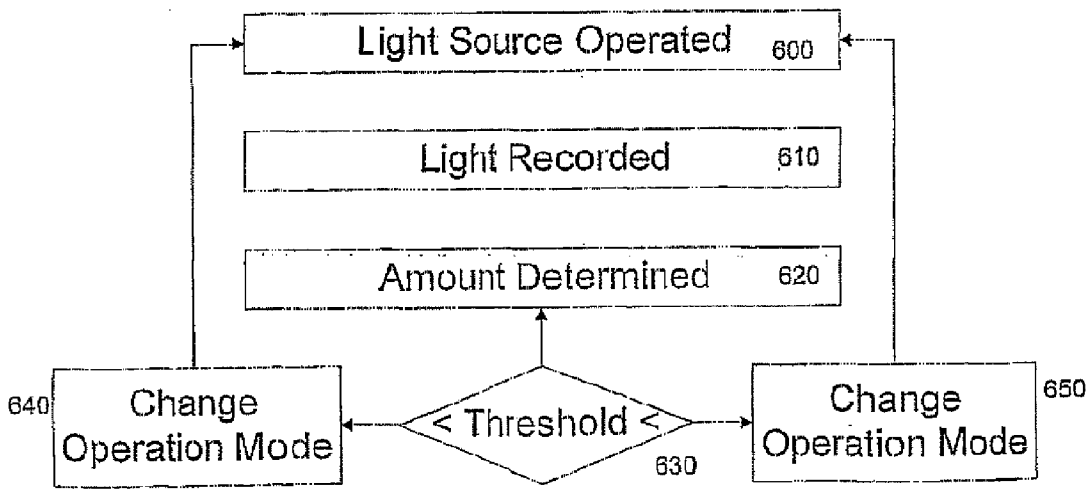 Light Source Operated 600
Light Recorded 610
Amount Determined 620
640 Change
Operation Mode
< Threshold <
630
Change 650
Operation Mode